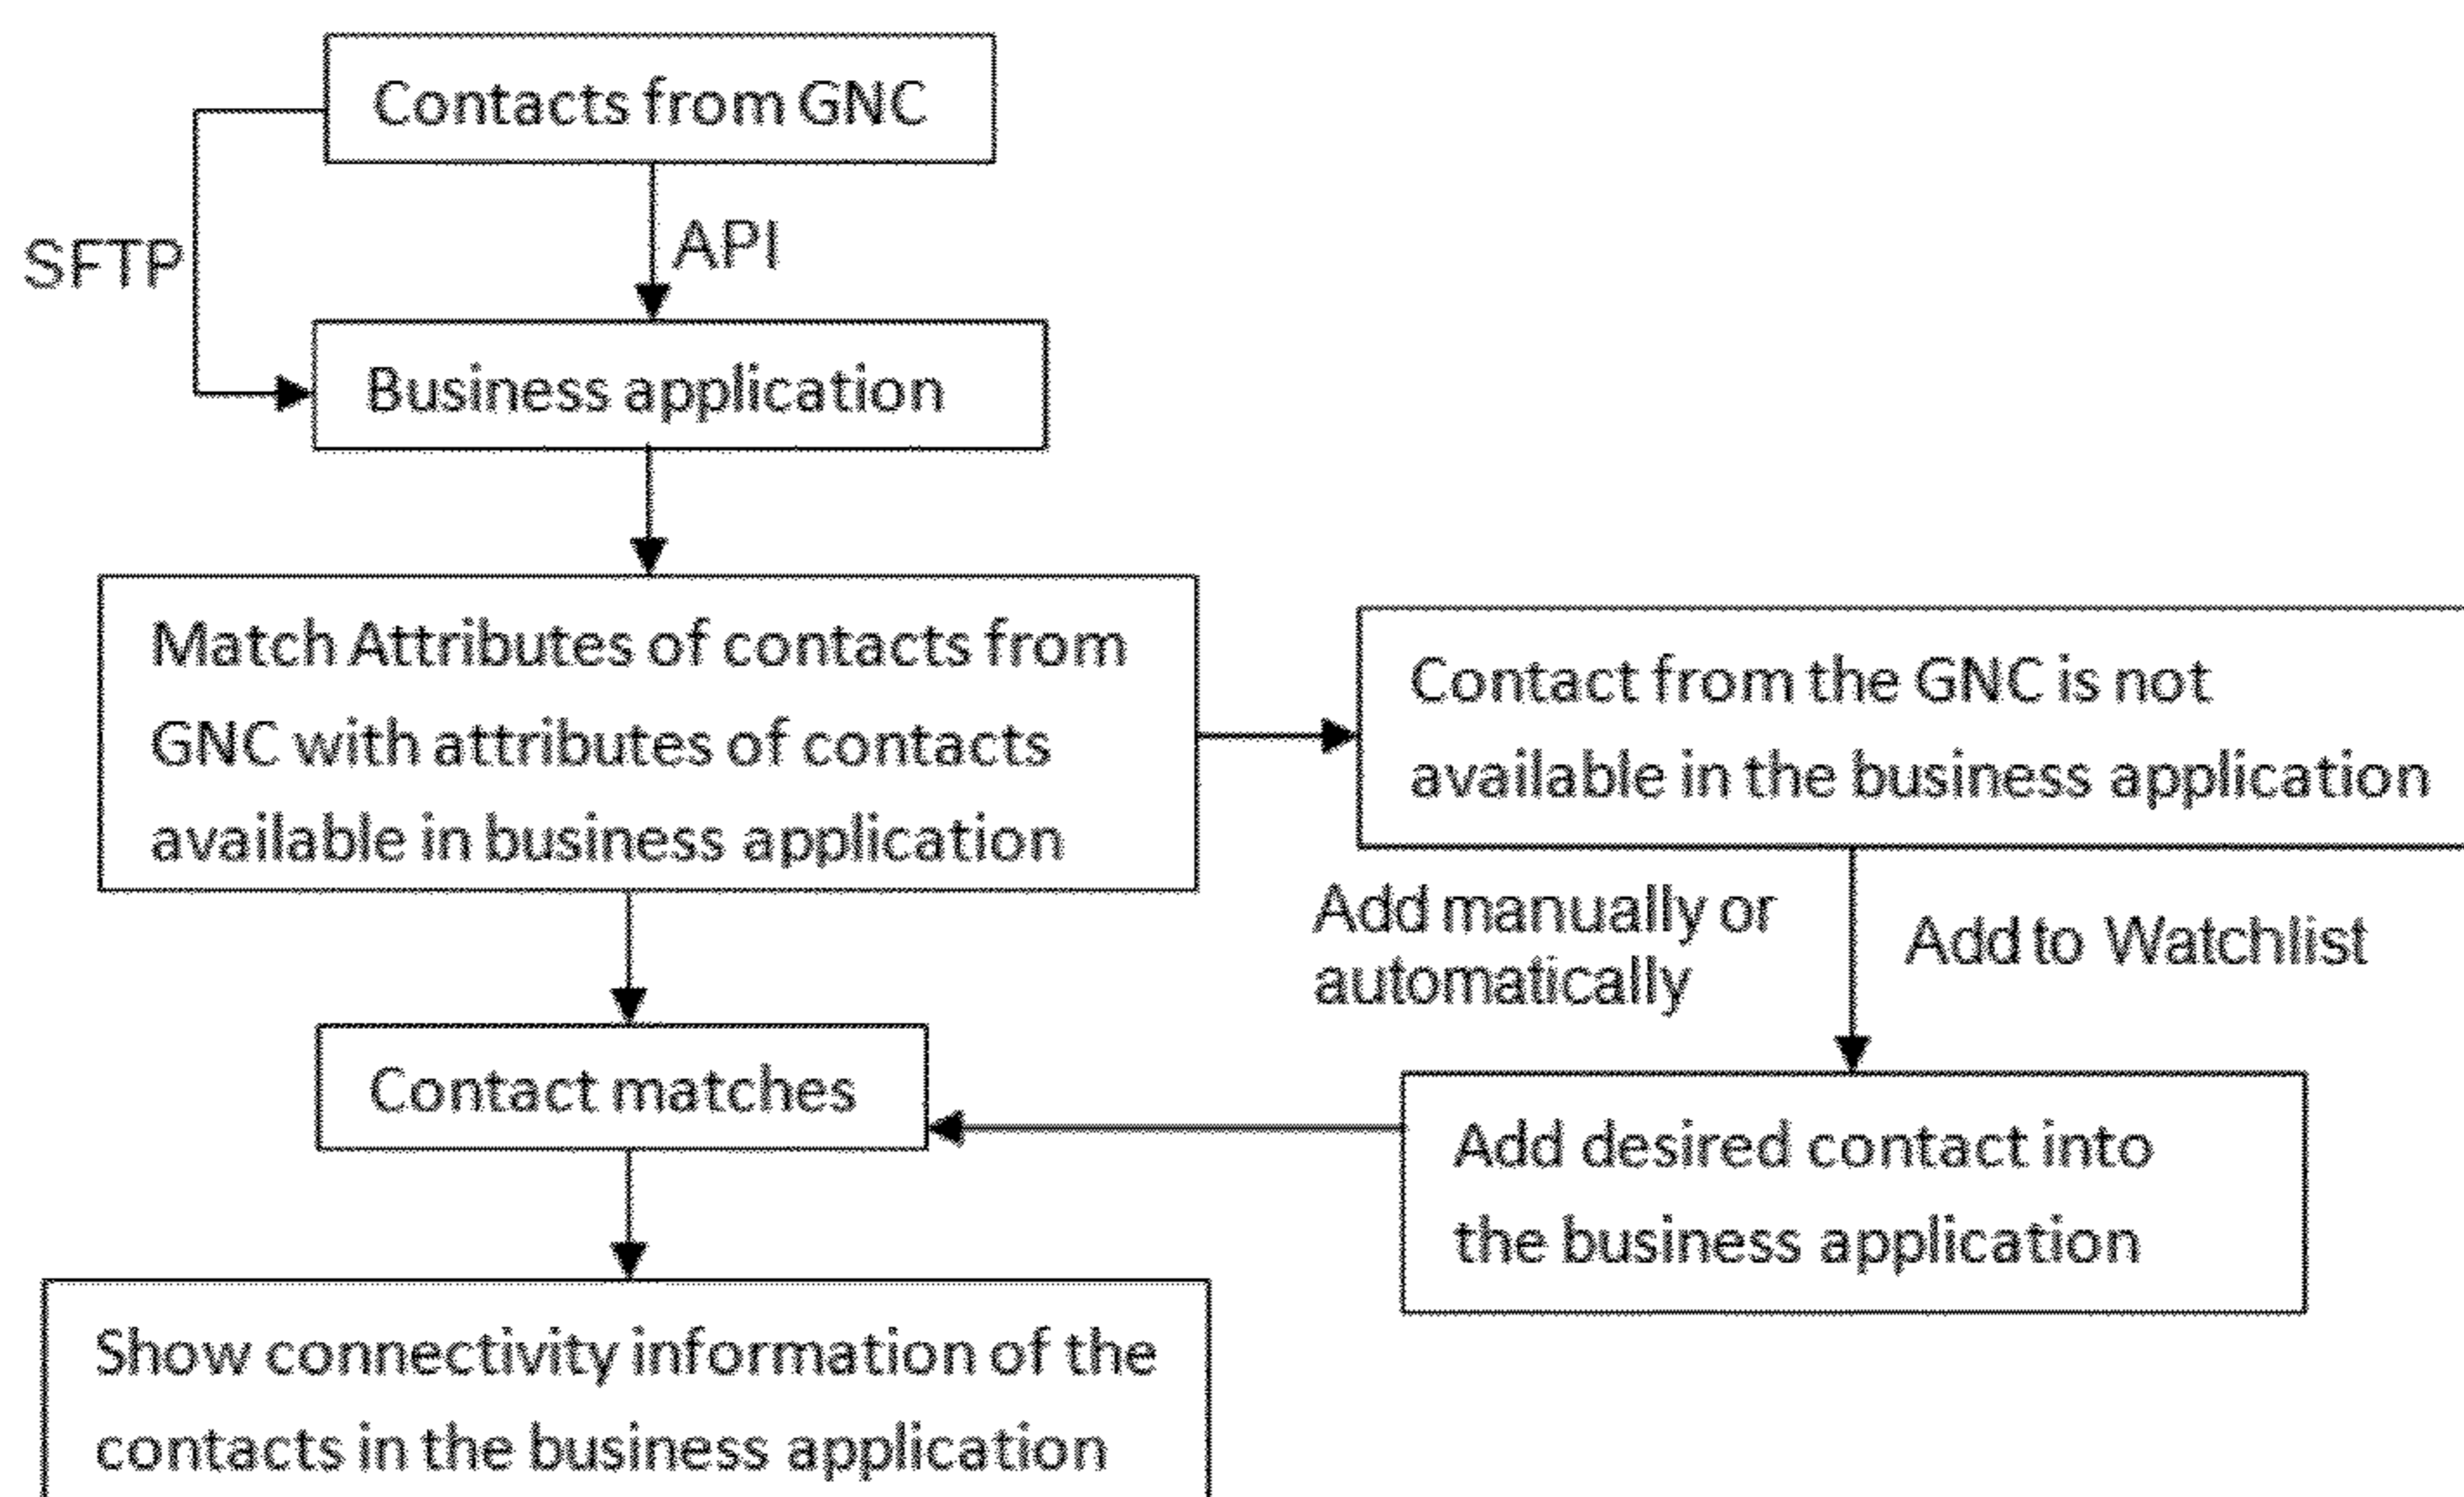 Contacts from GNC
SFTP
API
Business application
Match Attributes of contacts from
GNC with attributes of contacts
available in business application
Contact from the GNC is not
available in the business application
Add manually or
automatically
Add to Watchlist
Contact matches
Add desired contact into
the business application
Show connectivity information of the
contacts in the business application